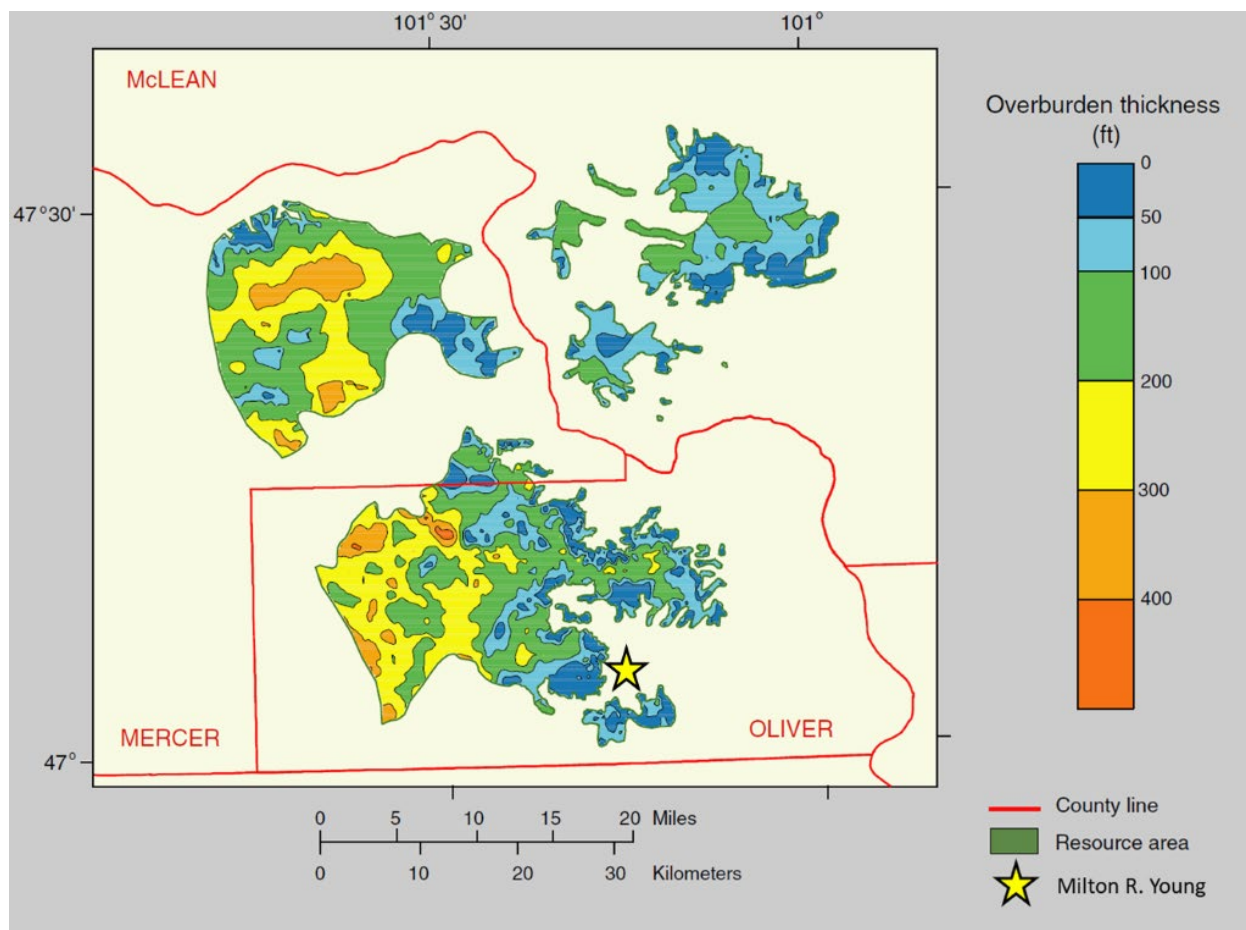 101° 30'
101°
McLEAN
47° 30'
47°
MERCER
OLIVER
Overburden thickness
(ft)
0
50
100
200
300
400
0 5 10 15 20 Miles
0 10 20 30 Kilometers
County line
Resource area
Milton R. Young